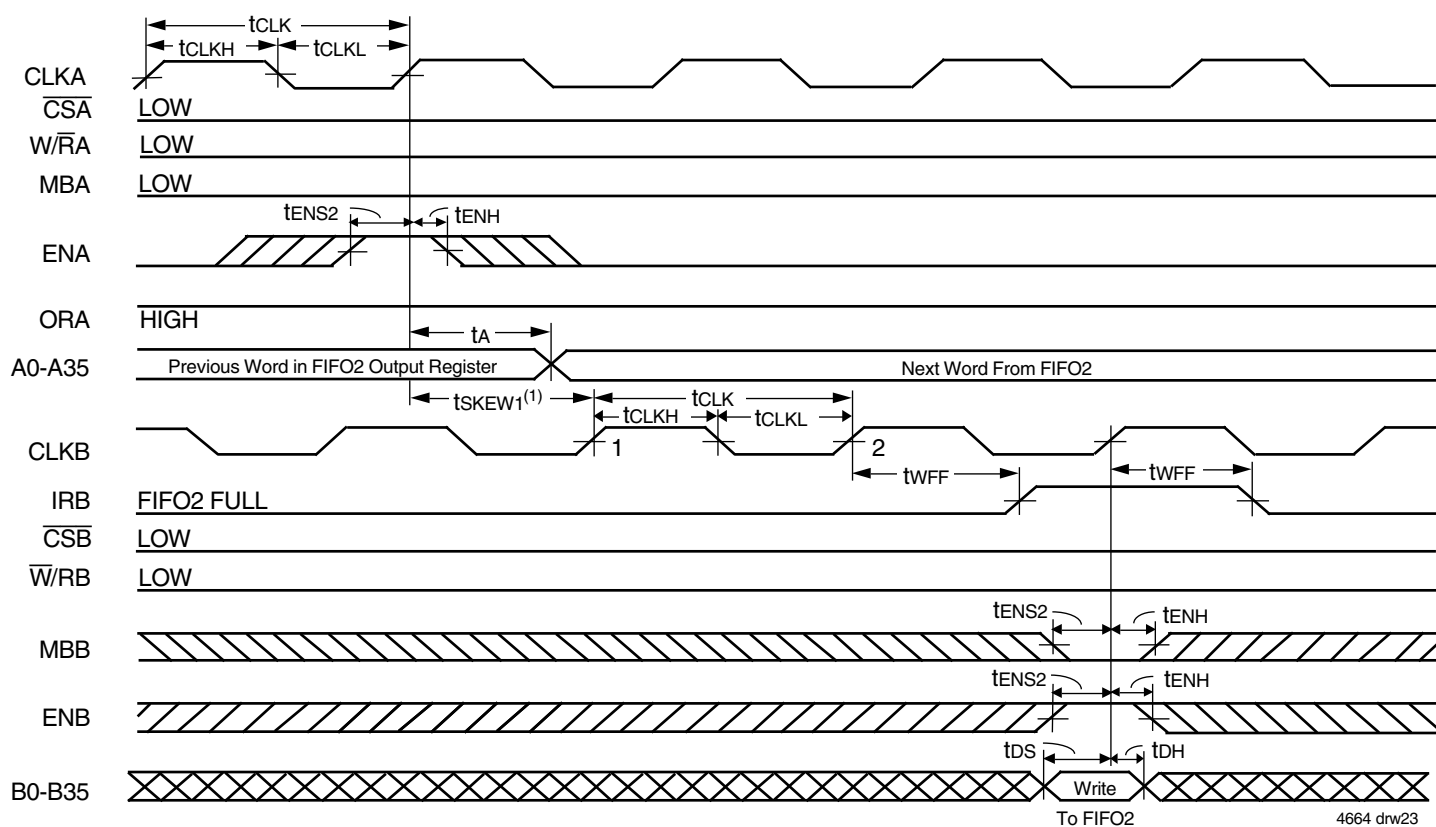 tCLK
tCLKH tCLKL
CLKA
CSA LOW
W/RA LOW
MBA LOW
tENS2 tENH
ENA
ORA HIGH
tA
A0-A35 Previous Word in FIFO2 Output Register Next Word From FIFO2
tSKEW1(1) tCLK
tCLKH tCLKL
CLKB 1 2
tWFF tWFF
IRB FIFO2 FULL
CSB LOW
W/RB LOW
tENS2 tENH
MBB
tENS2 tENH
ENB
tDS tDH
B0-B35 Write
To FIFO2 4664 drw23